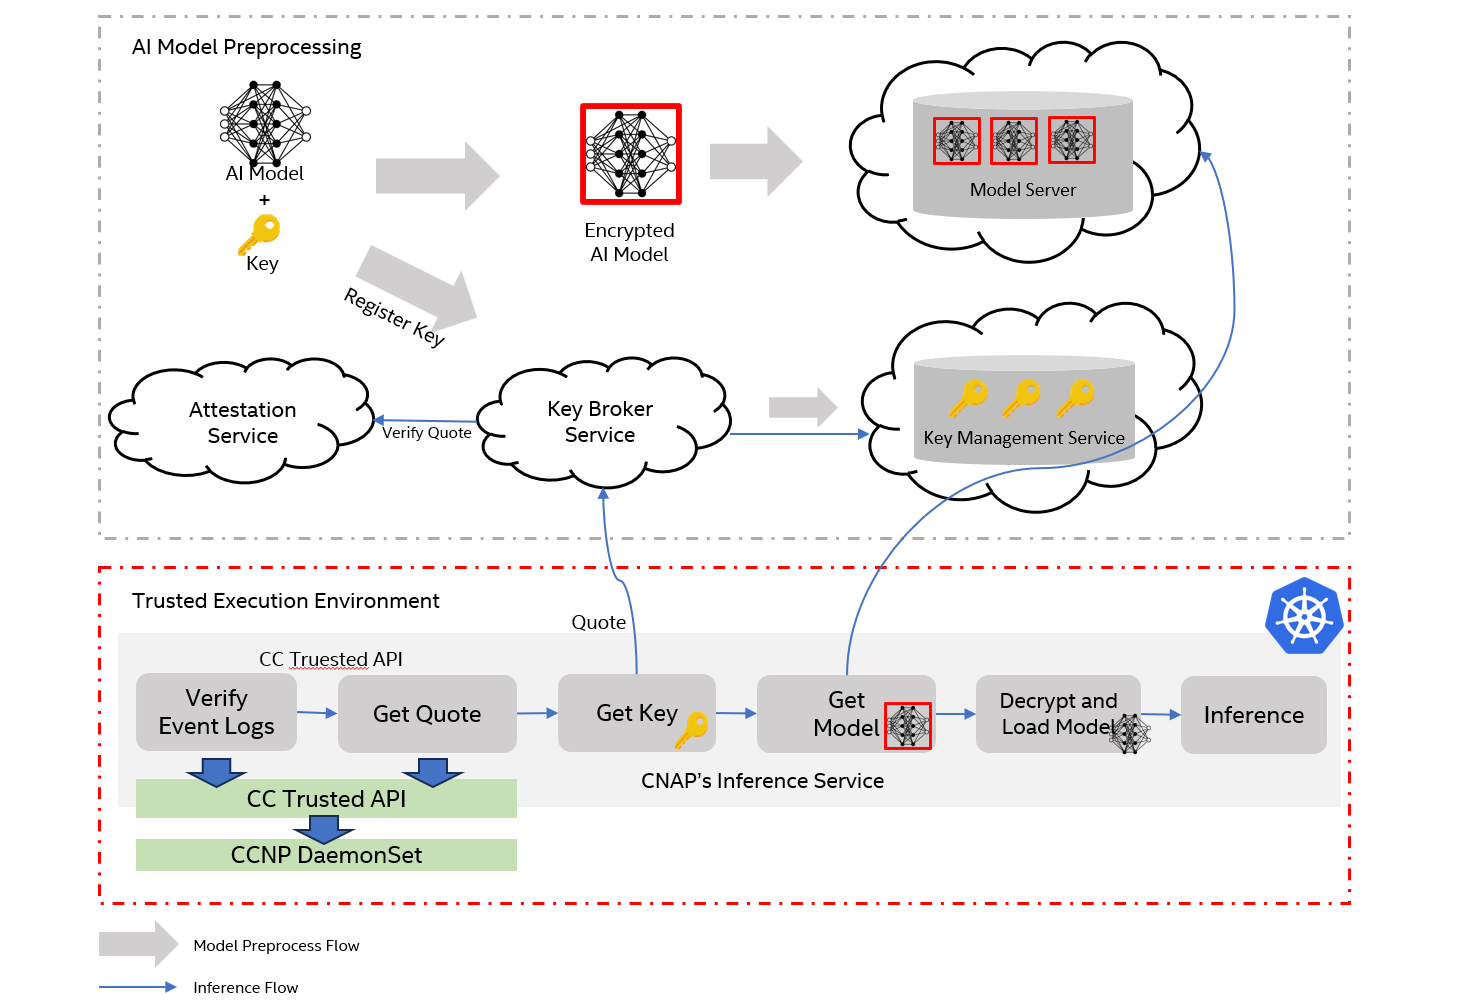 AI Model Preprocessing
AI Model
+
Key
Encrypted
AI Model
Model Server
Register Key
Attestation
Service
Verify Quote
Key Broker
Service
Key Management Service
Trusted Execution Environment
Quote
CC Truested API
Verify
Event Logs
Get Quote
Get Key
Get
Model
Decrypt and
Load Model
Inference
CNAP’s Inference Service
CC Trusted API
CCNP DaemonSet
Model Preprocess Flow
Inference Flow